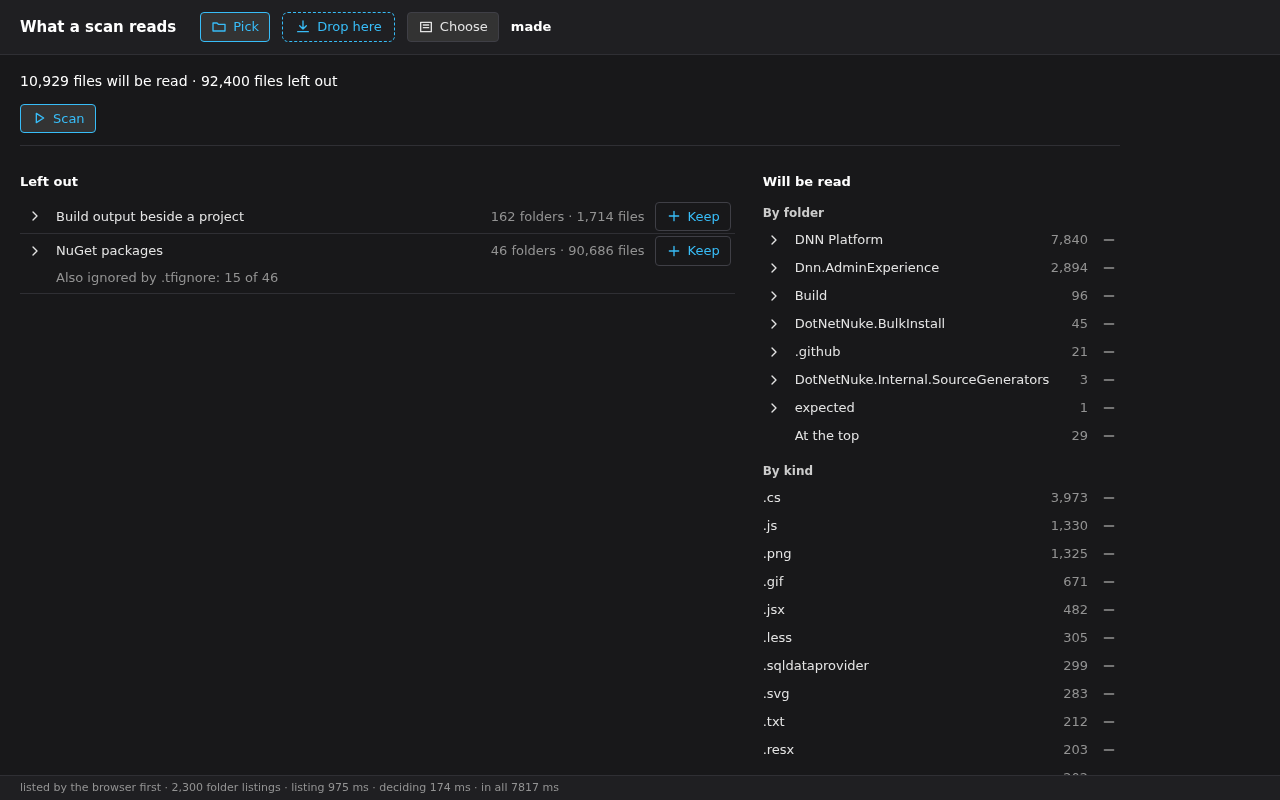 What a scan reads Pick Drop here Choose made
10,929 files will be read · 92,400 files left out
Scan
Left out
Build output beside a project 162 folders · 1,714 files Keep
NuGet packages 46 folders · 90,686 files Keep
Also ignored by .tfignore: 15 of 46
Will be read
By folder
DNN Platform 7,840
Dnn.AdminExperience 2,894
Build 96
DotNetNuke.BulkInstall 45
.github 21
DotNetNuke.Internal.SourceGenerators 3
expected 1
At the top 29
By kind
.cs 3,973
.js 1,330
.png 1,325
.gif 671
.jsx 482
.less 305
.sqldataprovider 299
.svg 283
.txt 212
.resx 203
listed by the browser first · 2,300 folder listings · listing 975 ms · deciding 174 ms · in all 7817 ms